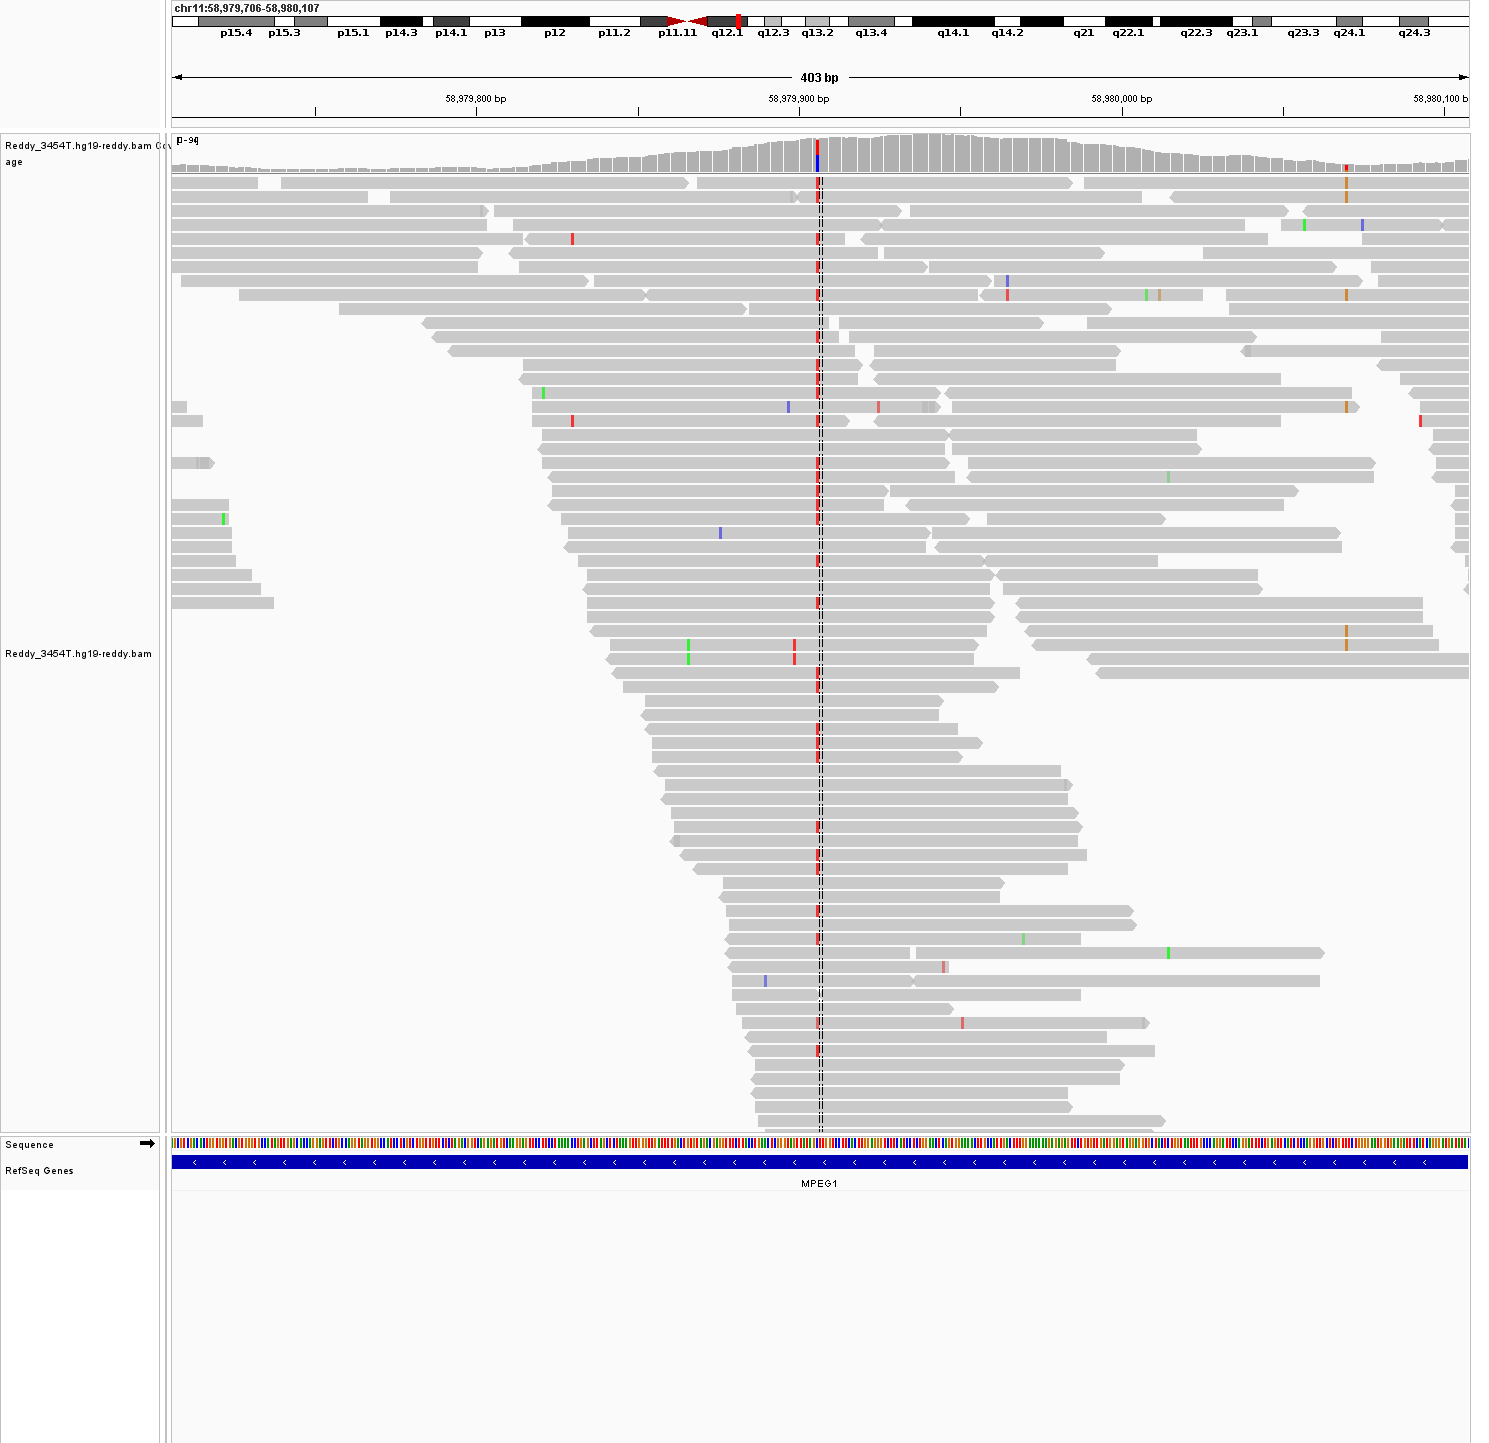 chr11:58,979,706-58,980,107
p15.4 p15.3 p15.1 p14.3 p14.1 p13 p12 p11.2 p11.11 q12.1 q12.3 q13.2 q13.4 q14.1 q14.2 q21 q22.1 q22.3 q23.1 q23.3 q24.1 q24.3
403 bp
58,979,800 bp 58,979,900 bp 58,980,000 bp 58,980,100 b
Reddy_3454T.hg19-reddy.bam Cov
age
[0-94]
Reddy_3454T.hg19-reddy.bam
Sequence
RefSeq Genes
MPEG1